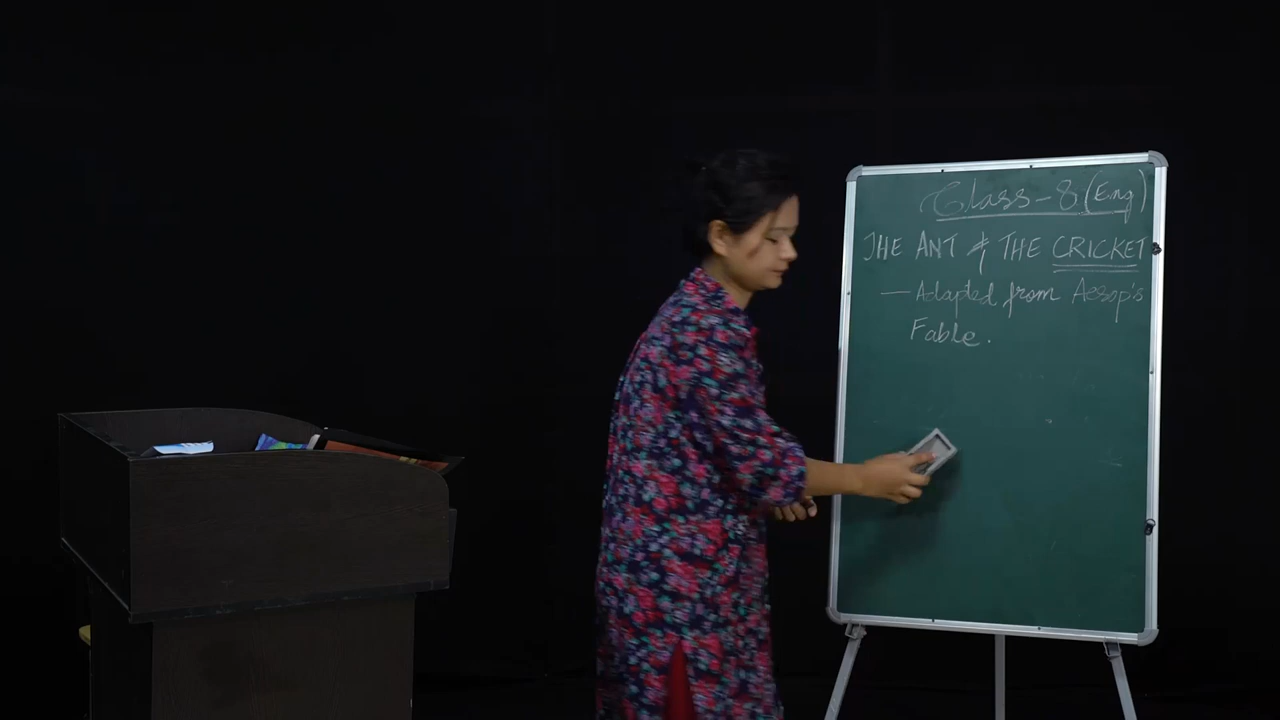 Class-8 (Eng)
THE ANT & THE CRICKET
— Adapted from Aesop's
Fable.